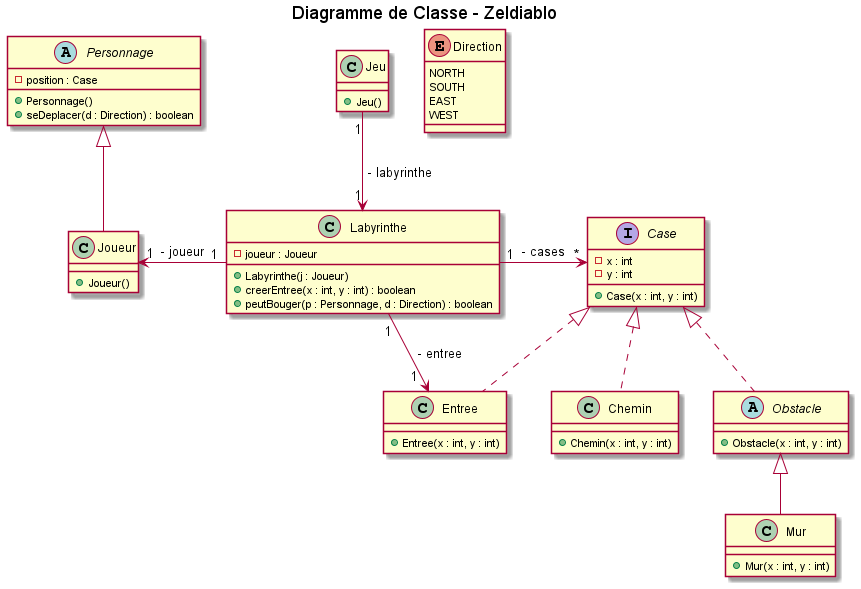 Diagramme de Classe - Zeldiablo
A Personnage
position : Case
Personnage()
seDeplacer(d : Direction) : boolean
C Jeu
Jeu()
E Direction
NORTH
SOUTH
EAST
WEST
1
- labyrinthe
1
C Joueur
Joueur()
1 - joueur 1
C Labyrinthe
joueur : Joueur
Labyrinthe(j : Joueur)
creerEntree(x : int, y : int) : boolean
peutBouger(p : Personnage, d : Direction) : boolean
1 - cases *
I Case
x : int
y : int
Case(x : int, y : int)
1
- entree
1
C Entree
Entree(x : int, y : int)
C Chemin
Chemin(x : int, y : int)
A Obstacle
Obstacle(x : int, y : int)
C Mur
Mur(x : int, y : int)